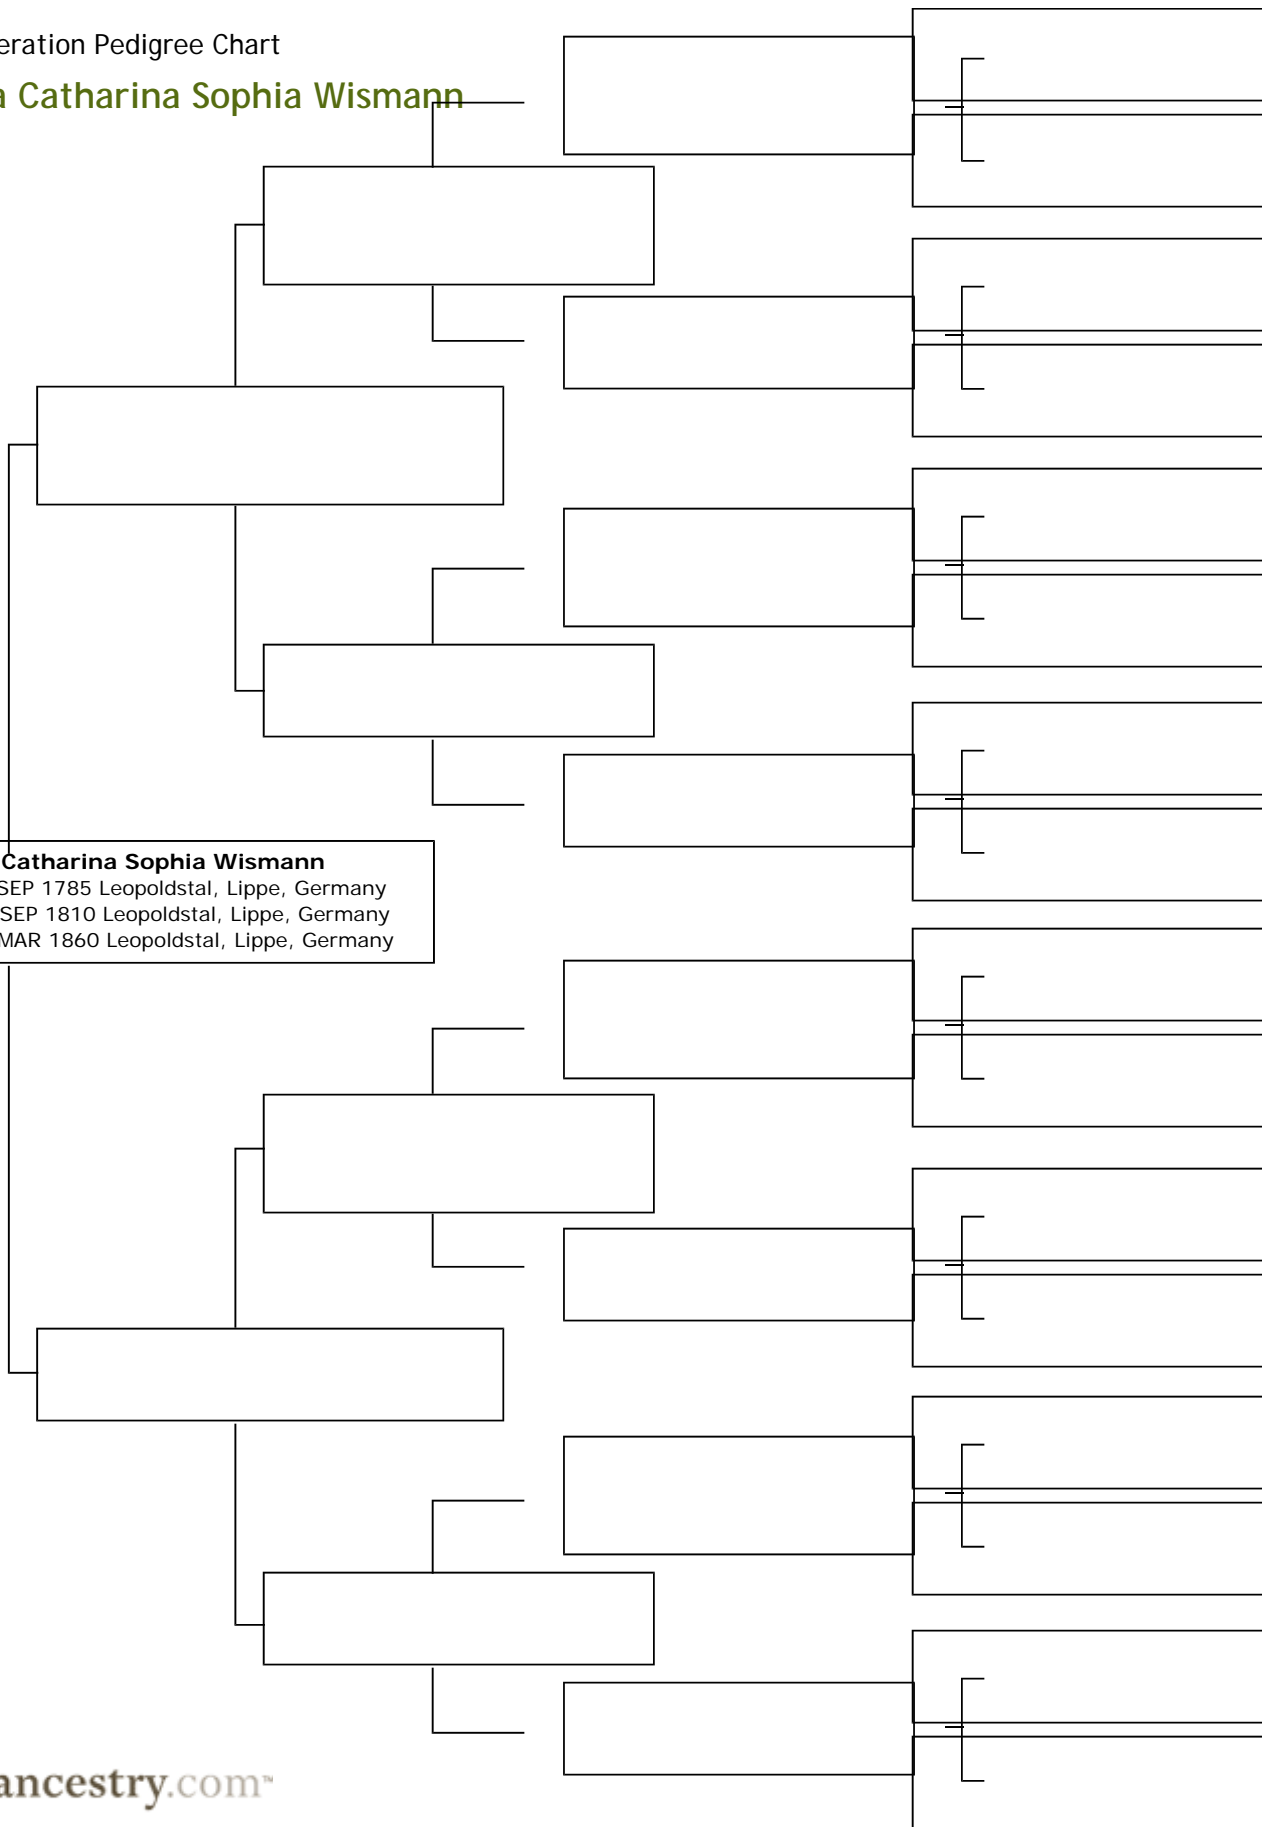 eration Pedigree Chart
a Catharina Sophia Wismann
Catharina Sophia Wismann
SEP 1785 Leopoldstal, Lippe, Germany
SEP 1810 Leopoldstal, Lippe, Germany
MAR 1860 Leopoldstal, Lippe, Germany
ancestry.com™